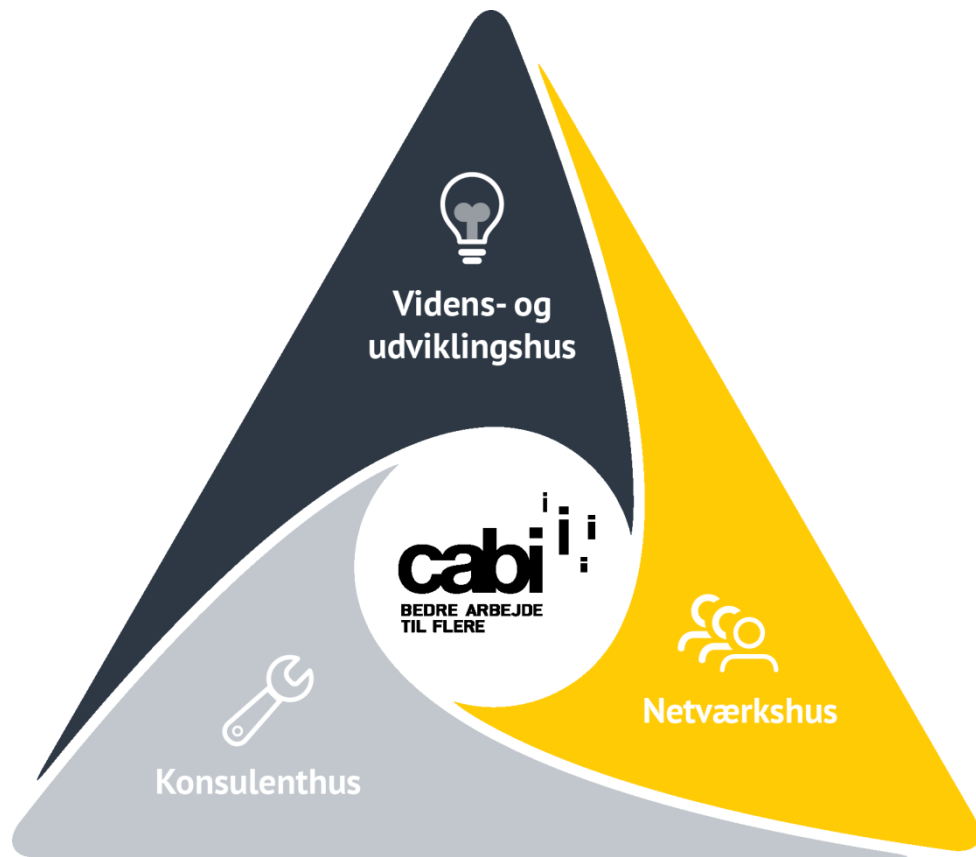 Videns- og
udviklingshus
cabi
BEDRE ARBEJDE
TIL FLERE
Netværkshus
Konsulenthus